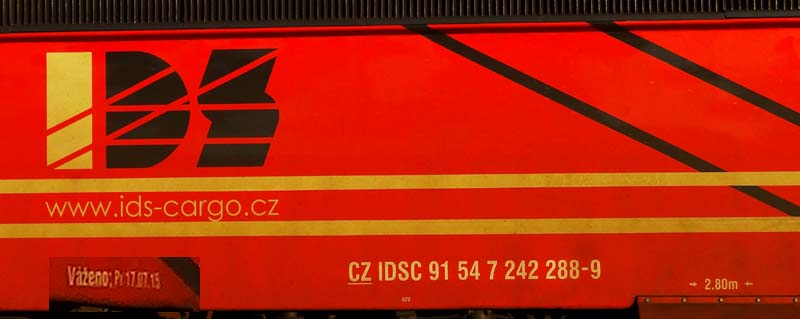 IDS
www.ids-cargo.cz
Váženo; Pr 17.07.15
CZ IDSC 91 54 7 242 288-9
→ 2.80m ←